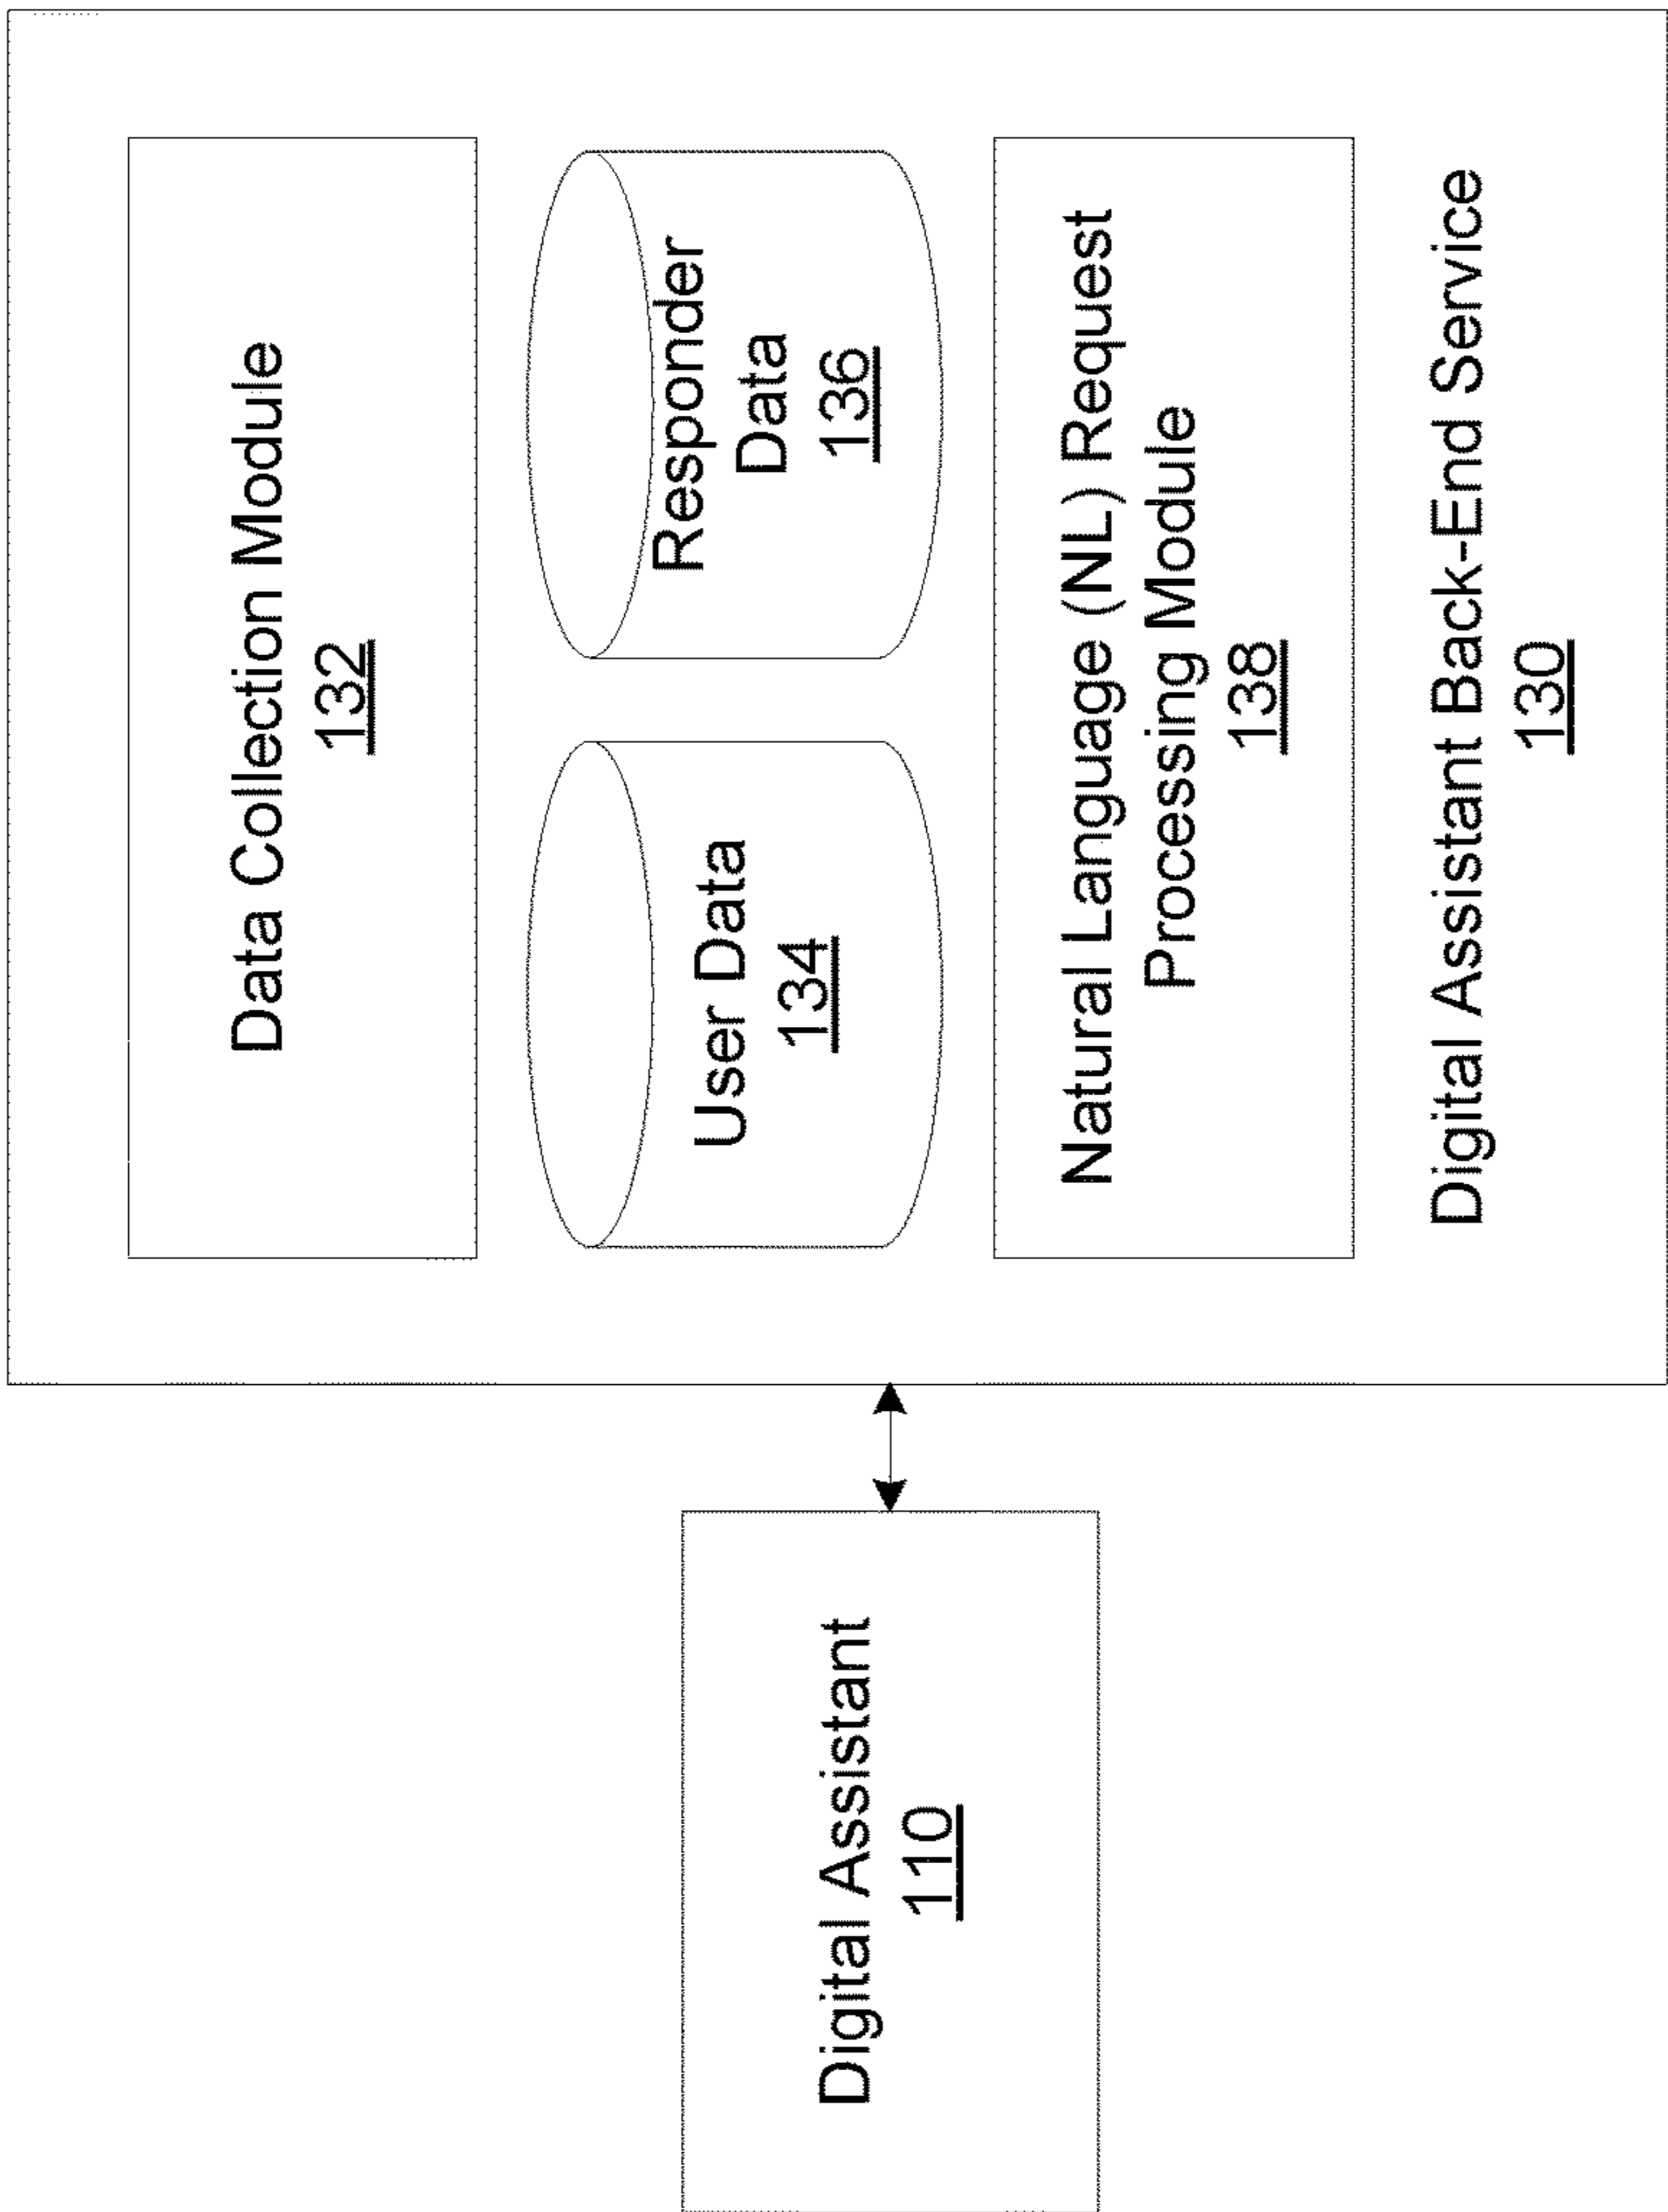 Digital Assistant
110
Data Collection Module
132
User Data
134
Responder
Data
136
Natural Language (NL) Request
Processing Module
138
Digital Assistant Back-End Service
130